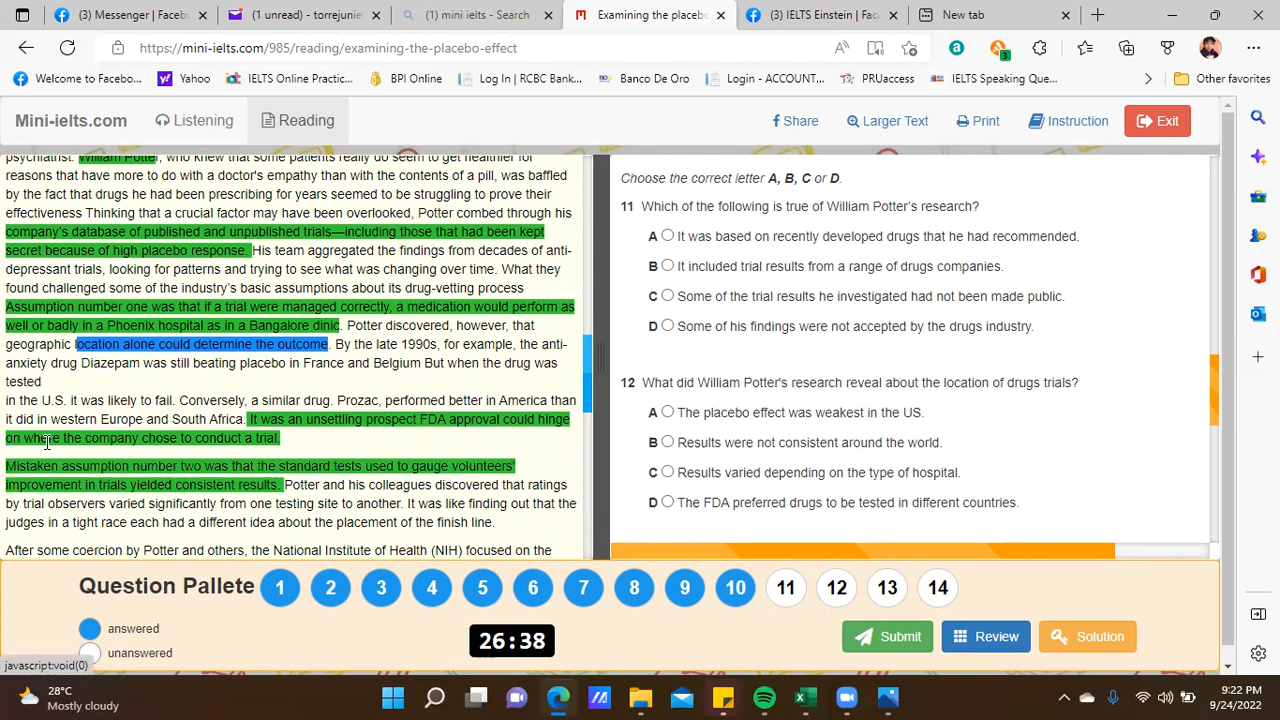 (3) Messenger | Faceb
(1 unread) - torrejunie
(1) mini ielts - Search
Examining the placebo
(3) IELTS Einstein | Fac
New tab
https://mini-ielts.com/985/reading/examining-the-placebo-effect
Welcome to Facebo...
Yahoo
IELTS Online Practic...
BPI Online
Log In | RCBC Bank...
Banco De Oro
Login - ACCOUNT...
PRUaccess
IELTS Speaking Que...
Other favorites
Mini-ielts.com
Listening
Reading
Share
Larger Text
Print
Instruction
Exit
psychiatrist. William Potter, who knew that some patients really do seem to get healthier for
reasons that have more to do with a doctor's empathy than with the contents of a pill, was baffled
by the fact that drugs he had been prescribing for years seemed to be struggling to prove their
effectiveness Thinking that a crucial factor may have been overlooked, Potter combed through his
company's database of published and unpublished trials—including those that had been kept
secret because of high placebo response. His team aggregated the findings from decades of anti-
depressant trials, looking for patterns and trying to see what was changing over time. What they
found challenged some of the industry's basic assumptions about its drug-vetting process
Assumption number one was that if a trial were managed correctly, a medication would perform as
well or badly in a Phoenix hospital as in a Bangalore dinic. Potter discovered, however, that
geographic location alone could determine the outcome. By the late 1990s, for example, the anti-
anxiety drug Diazepam was still beating placebo in France and Belgium But when the drug was
tested
in the U.S. it was likely to fail. Conversely, a similar drug. Prozac, performed better in America than
it did in western Europe and South Africa. It was an unsettling prospect FDA approval could hinge
on where the company chose to conduct a trial.
Mistaken assumption number two was that the standard tests used to gauge volunteers'
improvement in trials yielded consistent results. Potter and his colleagues discovered that ratings
by trial observers varied significantly from one testing site to another. It was like finding out that the
judges in a tight race each had a different idea about the placement of the finish line.
After some coercion by Potter and others, the National Institute of Health (NIH) focused on the
Choose the correct letter A, B, C or D.
11 Which of the following is true of William Potter's research?
A It was based on recently developed drugs that he had recommended.
B It included trial results from a range of drugs companies.
C Some of the trial results he investigated had not been made public.
D Some of his findings were not accepted by the drugs industry.
12 What did William Potter's research reveal about the location of drugs trials?
A The placebo effect was weakest in the US.
B Results were not consistent around the world.
C Results varied depending on the type of hospital.
D The FDA preferred drugs to be tested in different countries.
Question Pallete 1 2 3 4 5 6 7 8 9 10 11 12 13 14
answered
unanswered
26:38
Submit
Review
Solution
javascript:void(0)
28°C
Mostly cloudy
9:22 PM
9/24/2022